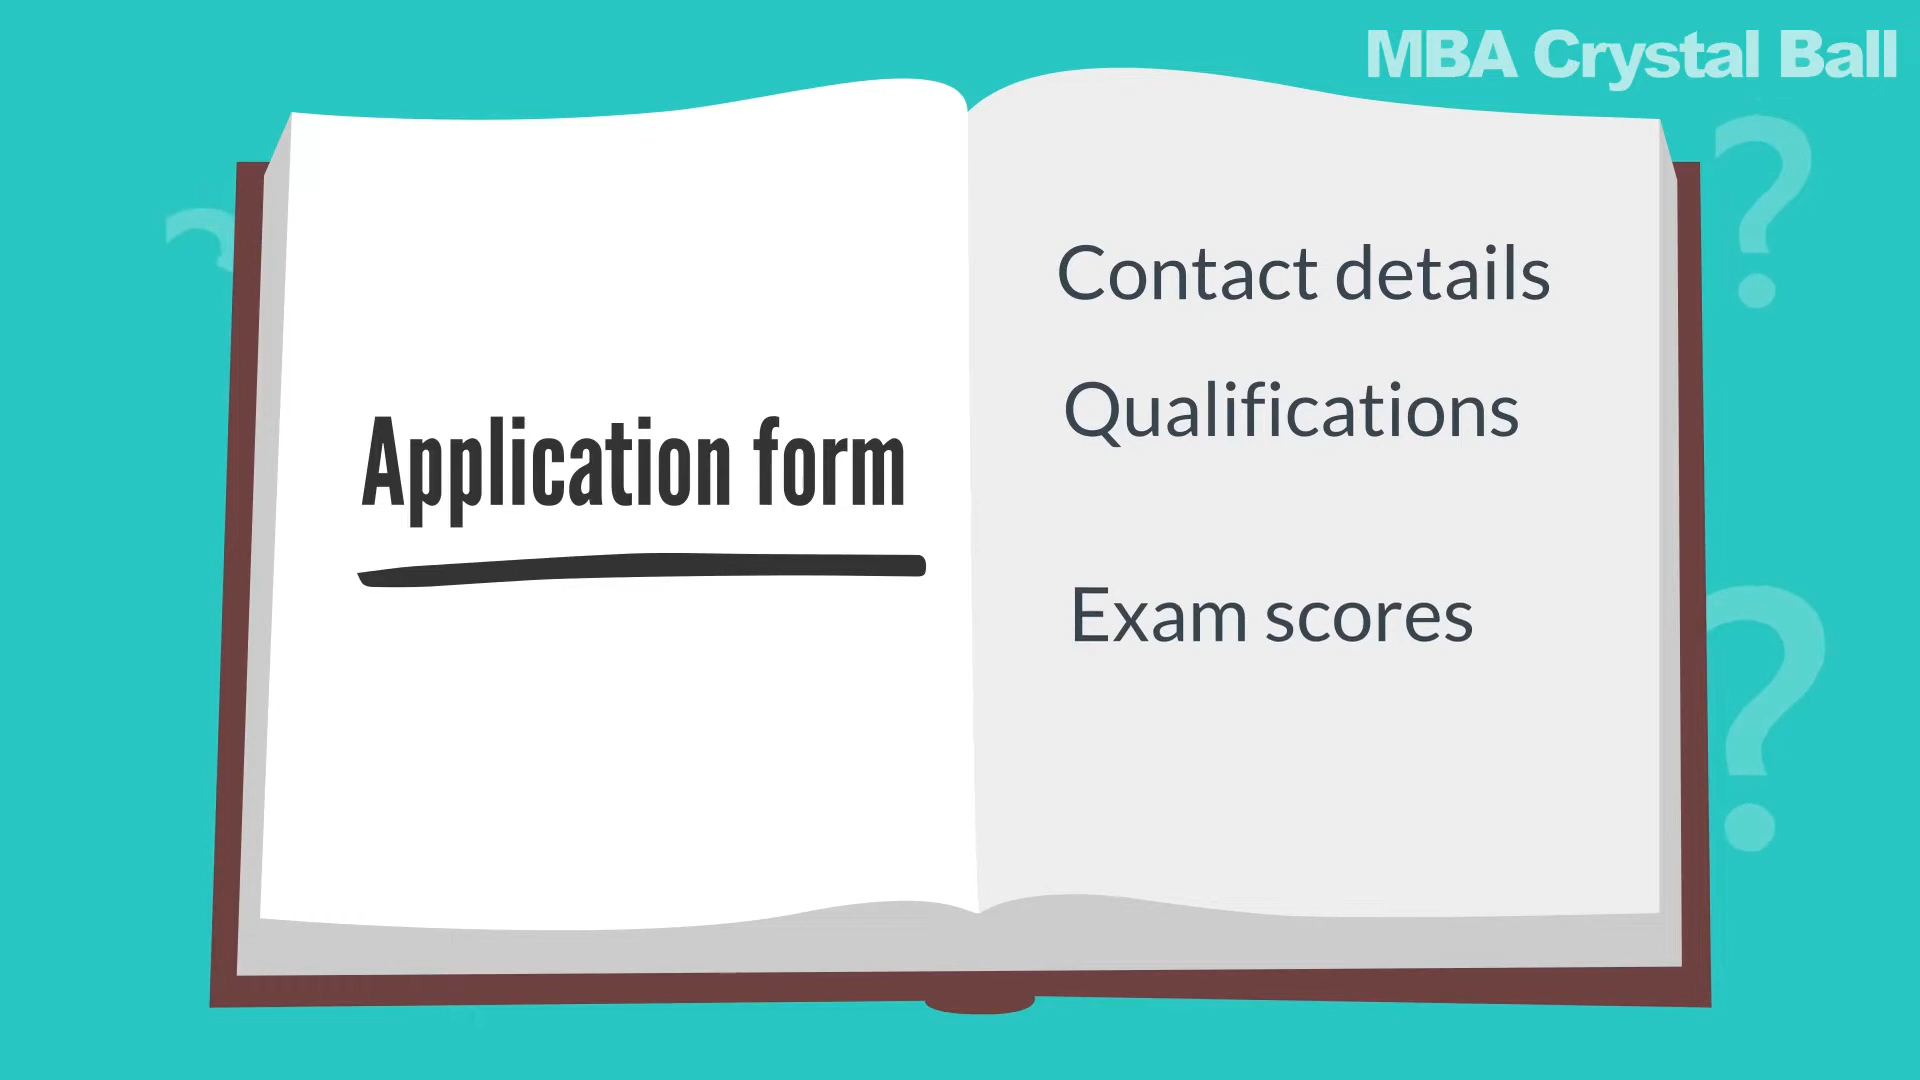 MBA Crystal Ball
Application form
Contact details
Qualifications
Exam scores